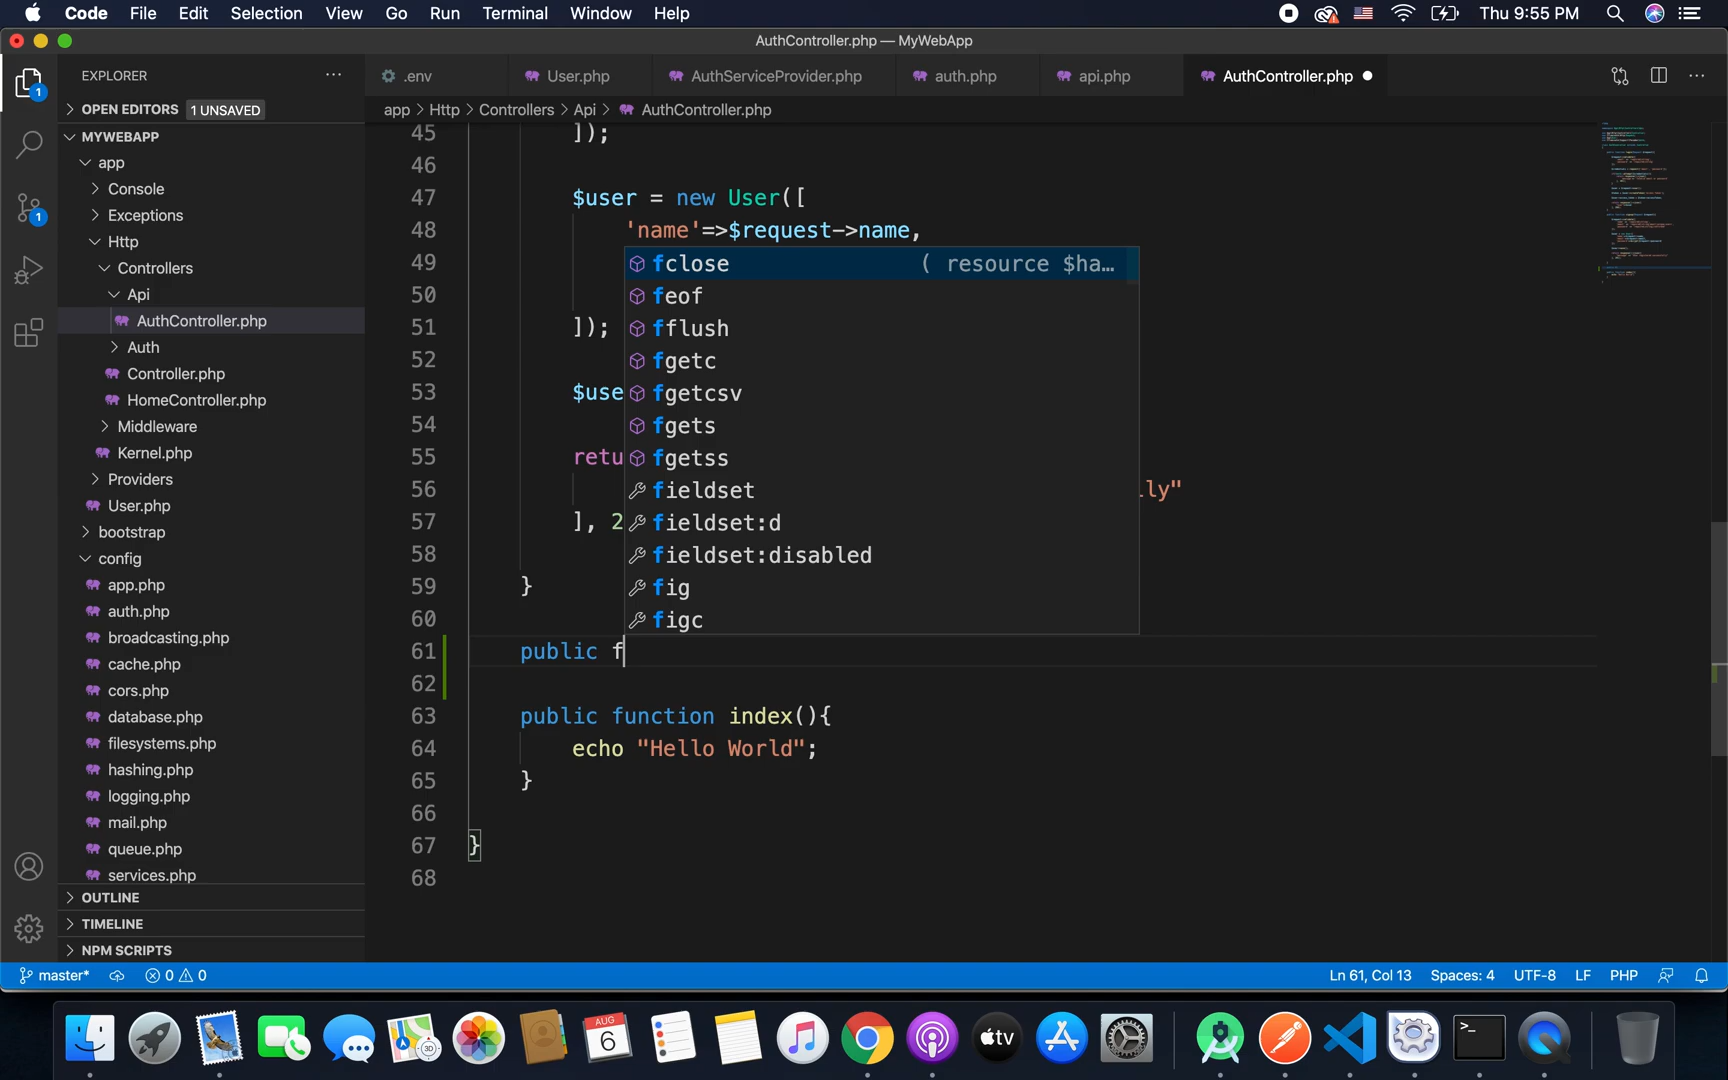 Code File Edit Selection View Go Run Terminal Window Help Thu 9:55 PM
AuthController.php — MyWebApp
EXPLORER
.env User.php AuthServiceProvider.php auth.php api.php AuthController.php
OPEN EDITORS 1 UNSAVED
app > Http > Controllers > Api > AuthController.php
MYWEBAPP
app
Console
Exceptions
Http
Controllers
Api
AuthController.php
Auth
Controller.php
HomeController.php
Middleware
Kernel.php
Providers
User.php
bootstrap
config
app.php
auth.php
broadcasting.php
cache.php
cors.php
database.php
filesystems.php
hashing.php
logging.php
mail.php
queue.php
services.php
OUTLINE
TIMELINE
NPM SCRIPTS
1
1
45 ]);
46
47 $user = new User([
48 'name'=>$request->name,
49
50
51 ]);
52
53 $use
54
55 retu
56 lly"
57 ], 2
58
59 }
60
61 public f
62
63 public function index(){
64 echo "Hello World";
65 }
66
67 }
68
fclose ( resource $ha…
feof
fflush
fgetc
fgetcsv
fgets
fgetss
fieldset
fieldset:d
fieldset:disabled
fig
figc
master* 0 0 Ln 61, Col 13 Spaces: 4 UTF-8 LF PHP
AUG
6
tv
>_